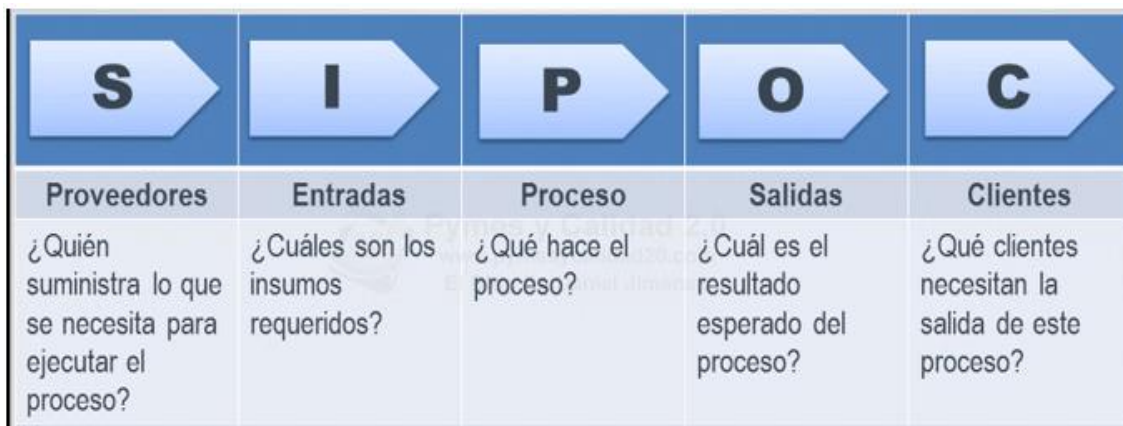 S I P O C
Proveedores Entradas Proceso Salidas Clientes
¿Quién
suministra lo que
se necesita para
ejecutar el
proceso?
¿Cuáles son los
insumos
requeridos?
¿Qué hace el
proceso?
¿Cuál es el
resultado
esperado del
proceso?
¿Qué clientes
necesitan la
salida de este
proceso?
Pymes y Calidad 2.0